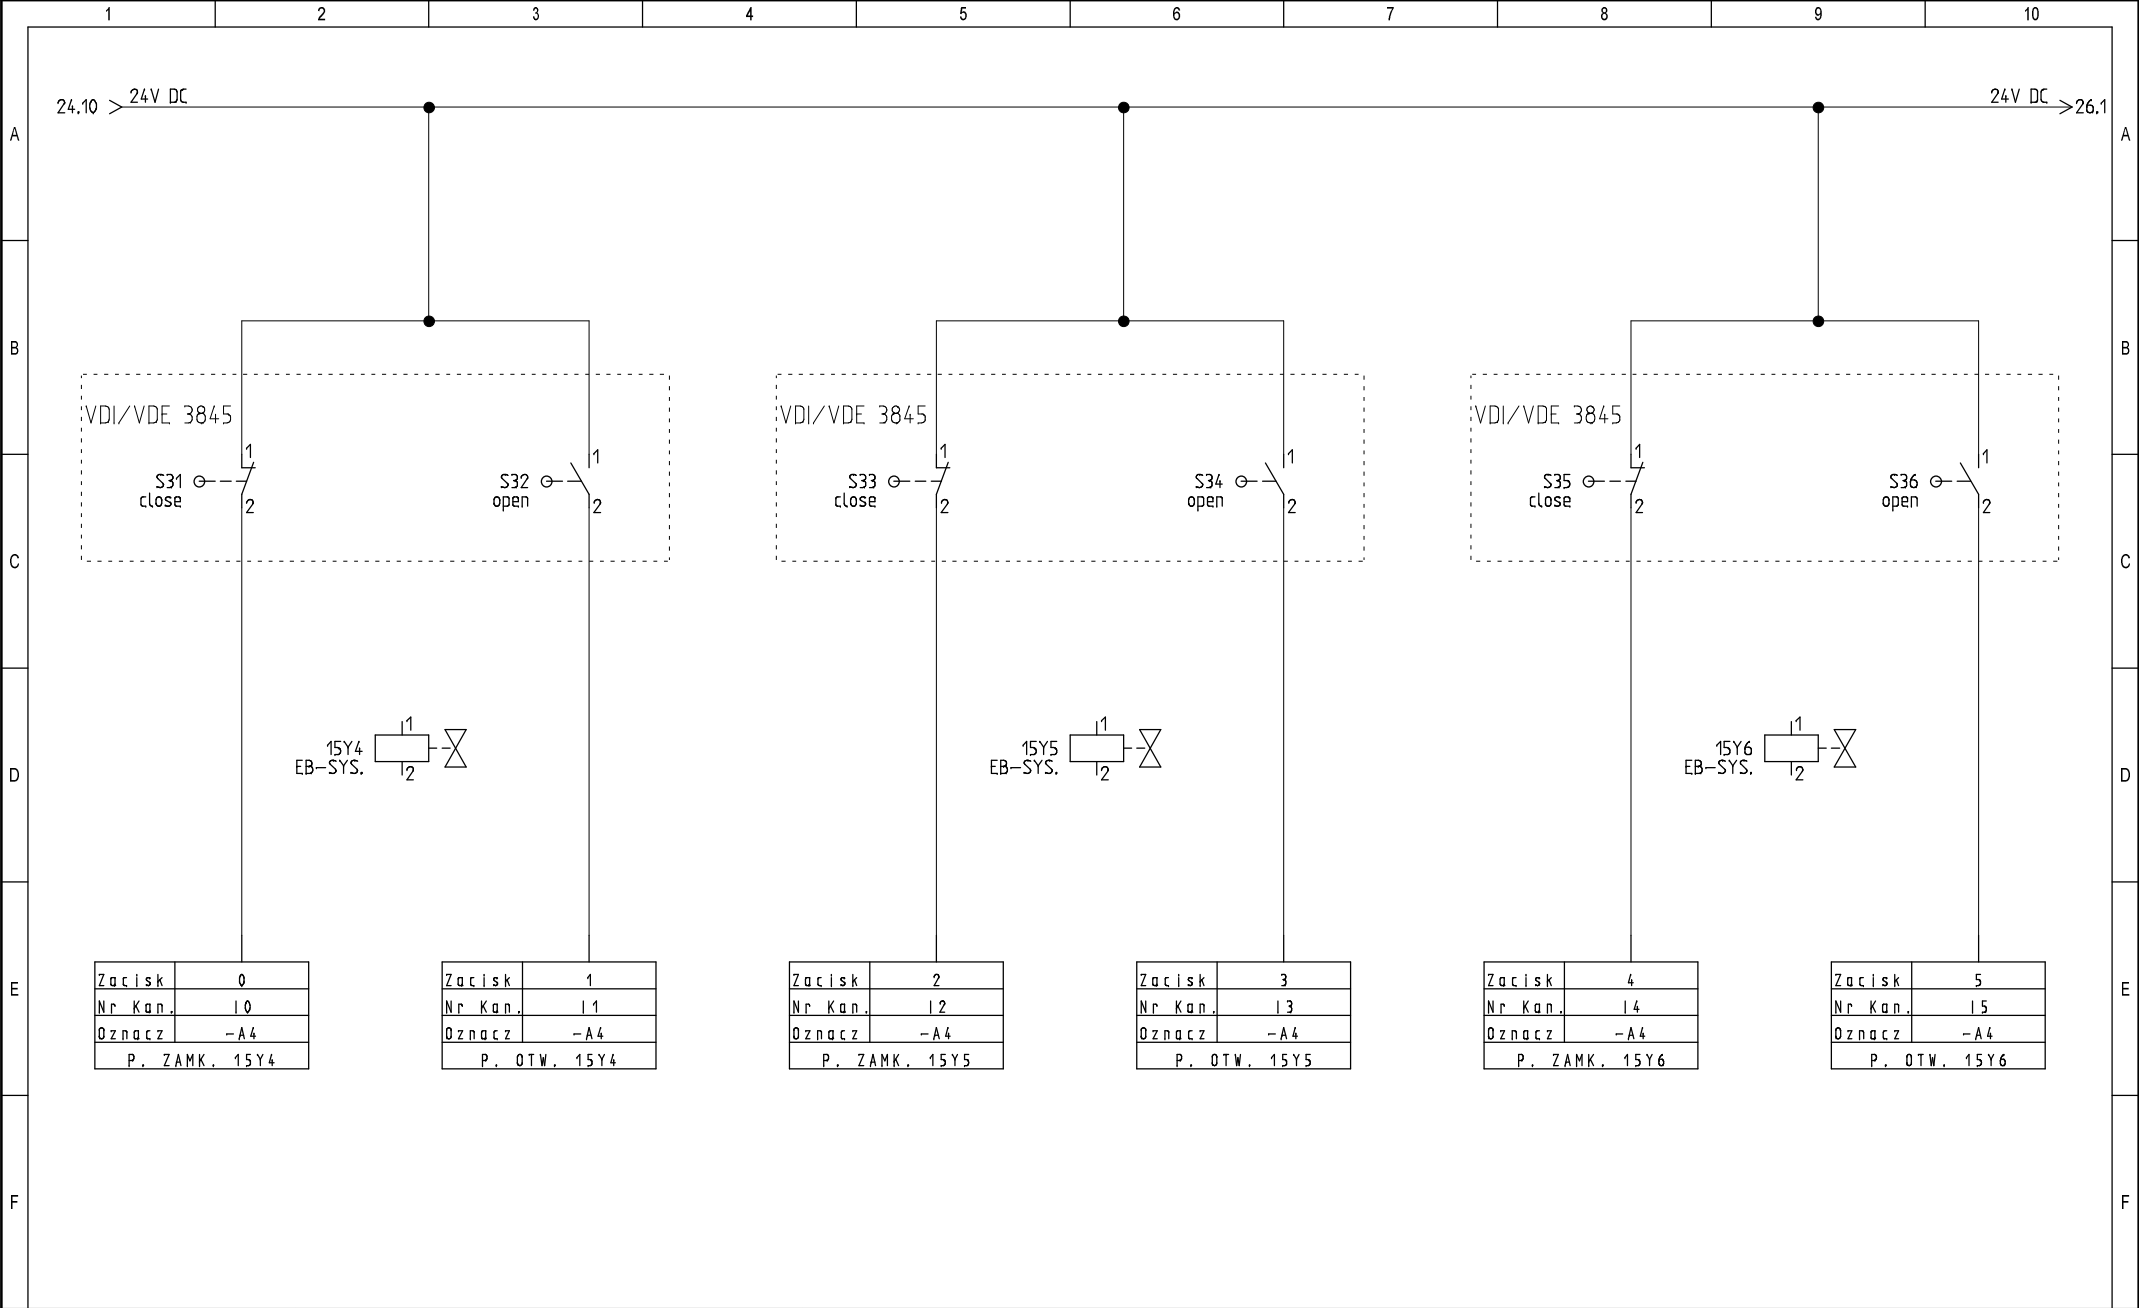 1 2 3 4 5 6 7 8 9 10
24.10 24V DC 24V DC 26.1
A A
B B
VDI/VDE 3845 VDI/VDE 3845 VDI/VDE 3845
1 1 1 1 1 1
S31 S32 S33 S34 S35 S36
close open close open close open
2 2 2 2 2 2
C C
1 1 1
15Y4 15Y5 15Y6
EB-SYS. EB-SYS. EB-SYS.
2 2 2
D D
Zacisk 0 Zacisk 1 Zacisk 2 Zacisk 3 Zacisk 4 Zacisk 5
E E
Nr Kan. I0 Nr Kan. I1 Nr Kan. I2 Nr Kan. I3 Nr Kan. I4 Nr Kan. I5
Oznacz -A4 Oznacz -A4 Oznacz -A4 Oznacz -A4 Oznacz -A4 Oznacz -A4
P. ZAMK. 15Y4 P. OTW. 15Y4 P. ZAMK. 15Y5 P. OTW. 15Y5 P. ZAMK. 15Y6 P. OTW. 15Y6
F F